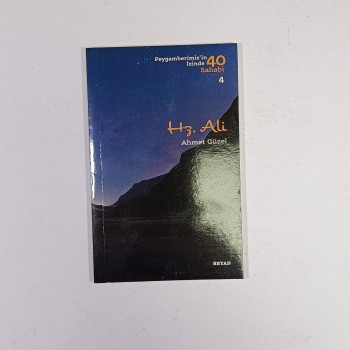 Peygamberimiz'in
İzinde 40
Sahabi
4
Hz. Ali
Ahmet Güzel
BEYAN